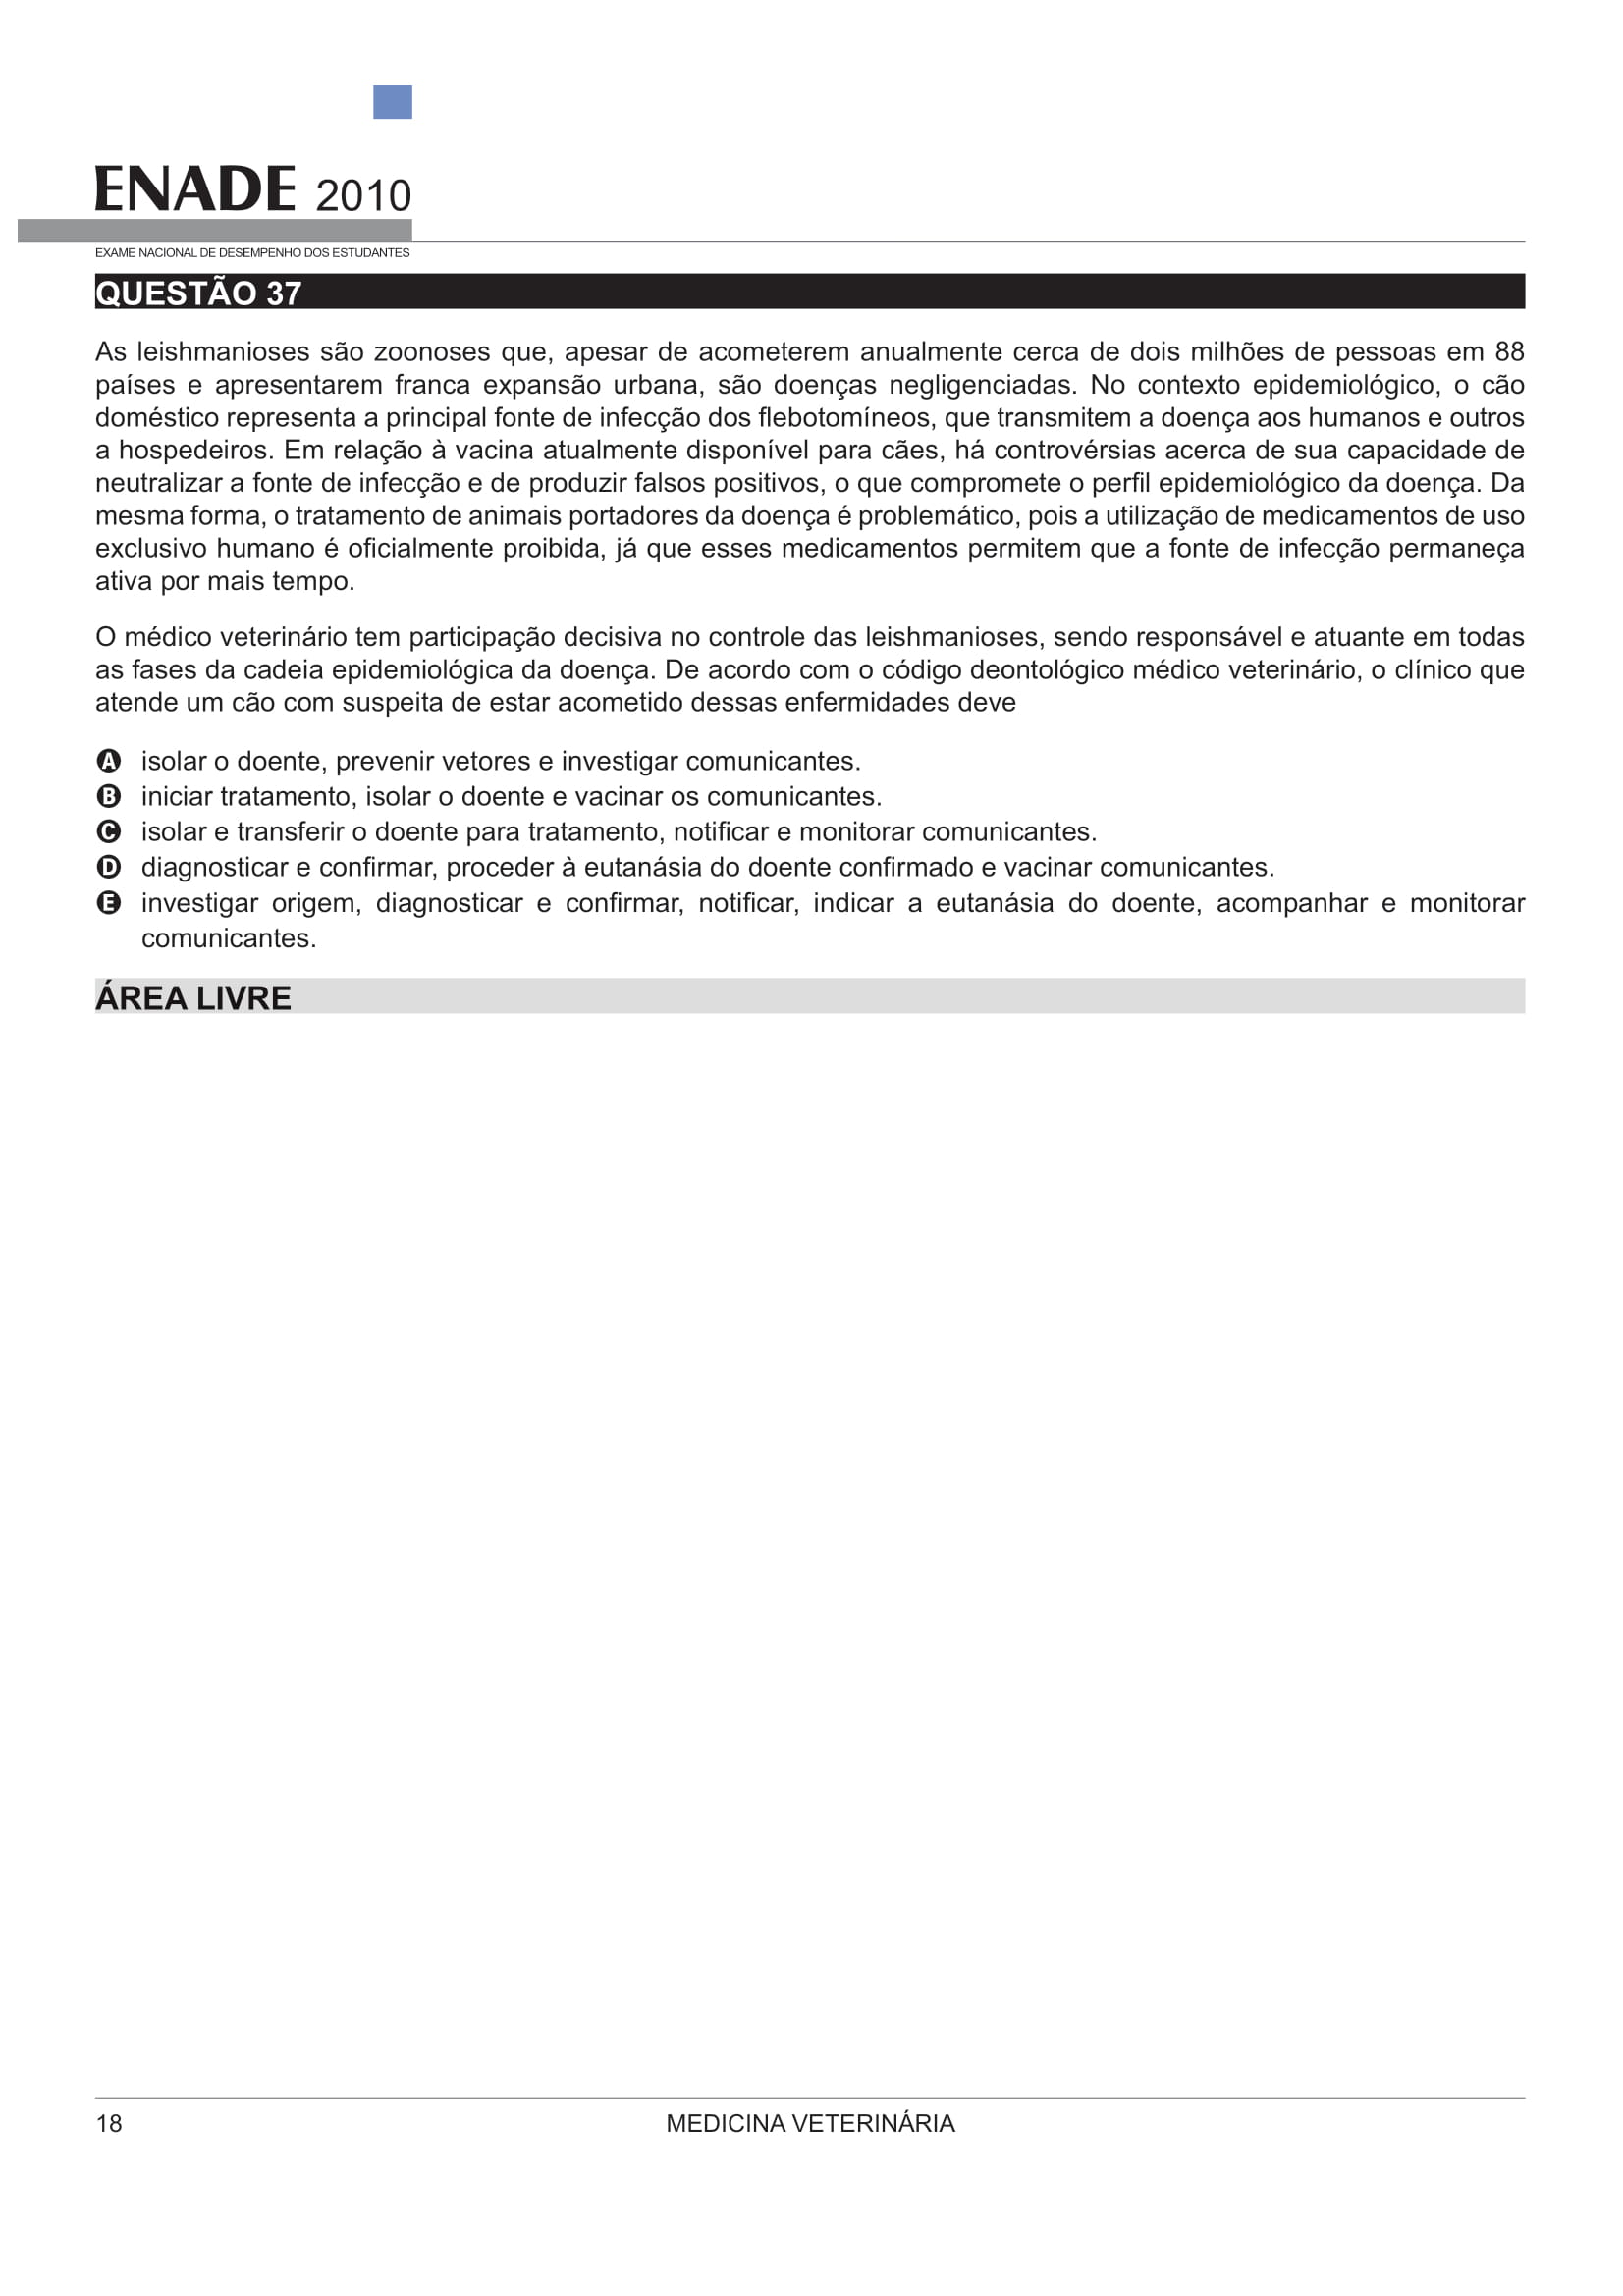 ENADE 2010
EXAME NACIONAL DE DESEMPENHO DOS ESTUDANTES
QUESTÃO 37
As leishmanioses são zoonoses que, apesar de acometerem anualmente cerca de dois milhões de pessoas em 88
países e apresentarem franca expansão urbana, são doenças negligenciadas. No contexto epidemiológico, o cão
doméstico representa a principal fonte de infecção dos flebotomíneos, que transmitem a doença aos humanos e outros
a hospedeiros. Em relação à vacina atualmente disponível para cães, há controvérsias acerca de sua capacidade de
neutralizar a fonte de infecção e de produzir falsos positivos, o que compromete o perfil epidemiológico da doença. Da
mesma forma, o tratamento de animais portadores da doença é problemático, pois a utilização de medicamentos de uso
exclusivo humano é oficialmente proibida, já que esses medicamentos permitem que a fonte de infecção permaneça
ativa por mais tempo.
O médico veterinário tem participação decisiva no controle das leishmanioses, sendo responsável e atuante em todas
as fases da cadeia epidemiológica da doença. De acordo com o código deontológico médico veterinário, o clínico que
atende um cão com suspeita de estar acometido dessas enfermidades deve
A isolar o doente, prevenir vetores e investigar comunicantes.
B iniciar tratamento, isolar o doente e vacinar os comunicantes.
C isolar e transferir o doente para tratamento, notificar e monitorar comunicantes.
D diagnosticar e confirmar, proceder à eutanásia do doente confirmado e vacinar comunicantes.
E investigar origem, diagnosticar e confirmar, notificar, indicar a eutanásia do doente, acompanhar e monitorar
comunicantes.
ÁREA LIVRE
18
MEDICINA VETERINÁRIA